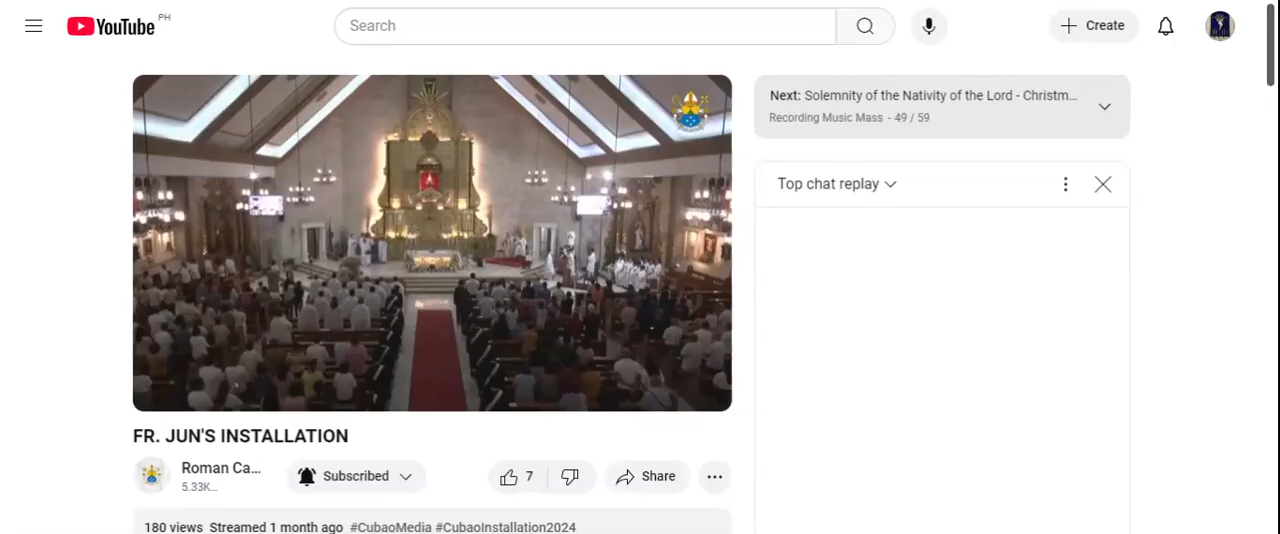 YouTube PH
Search
Create
Next: Solemnity of the Nativity of the Lord - Christm...
Recording Music Mass - 49 / 59
Top chat replay
FR. JUN'S INSTALLATION
Roman Ca...
5.33K...
Subscribed
7
Share
180 views Streamed 1 month ago #CubaoMedia #CubaoInstallation2024